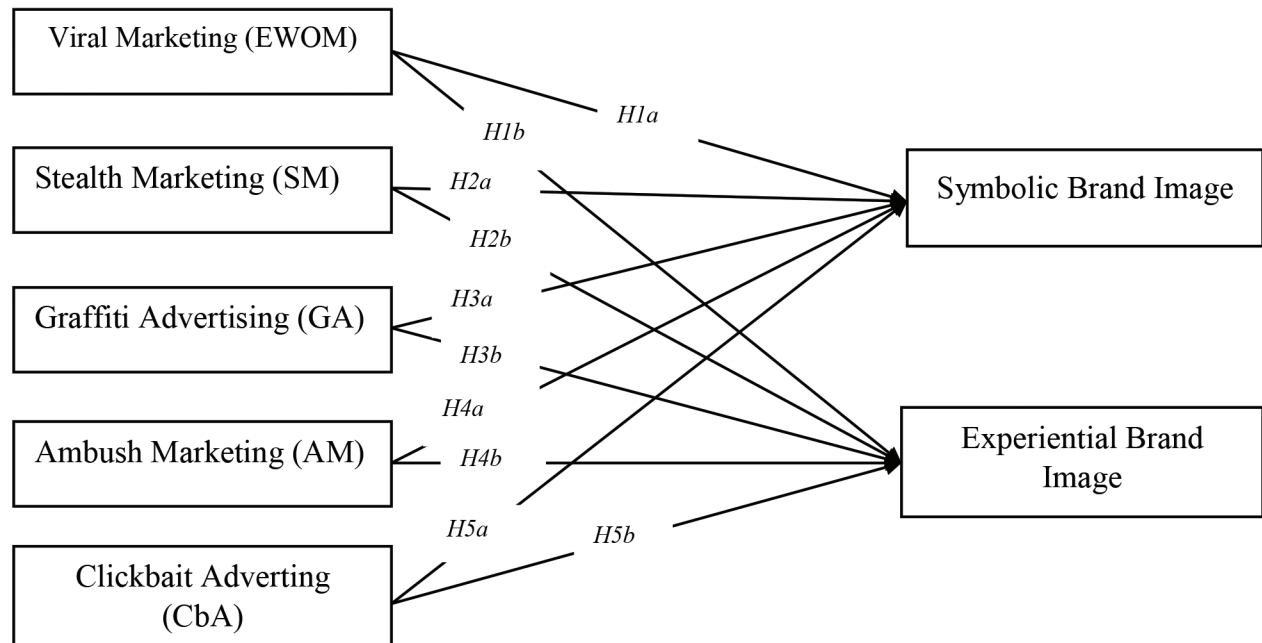 Viral Marketing (EWOM)
H1a
H1b
Stealth Marketing (SM)
H2a
Symbolic Brand Image
H2b
Graffiti Advertising (GA)
H3a
H3b
H4a
Ambush Marketing (AM)
H4b
Experiential Brand
Image
H5a
H5b
Clickbait Adverting
(CbA)